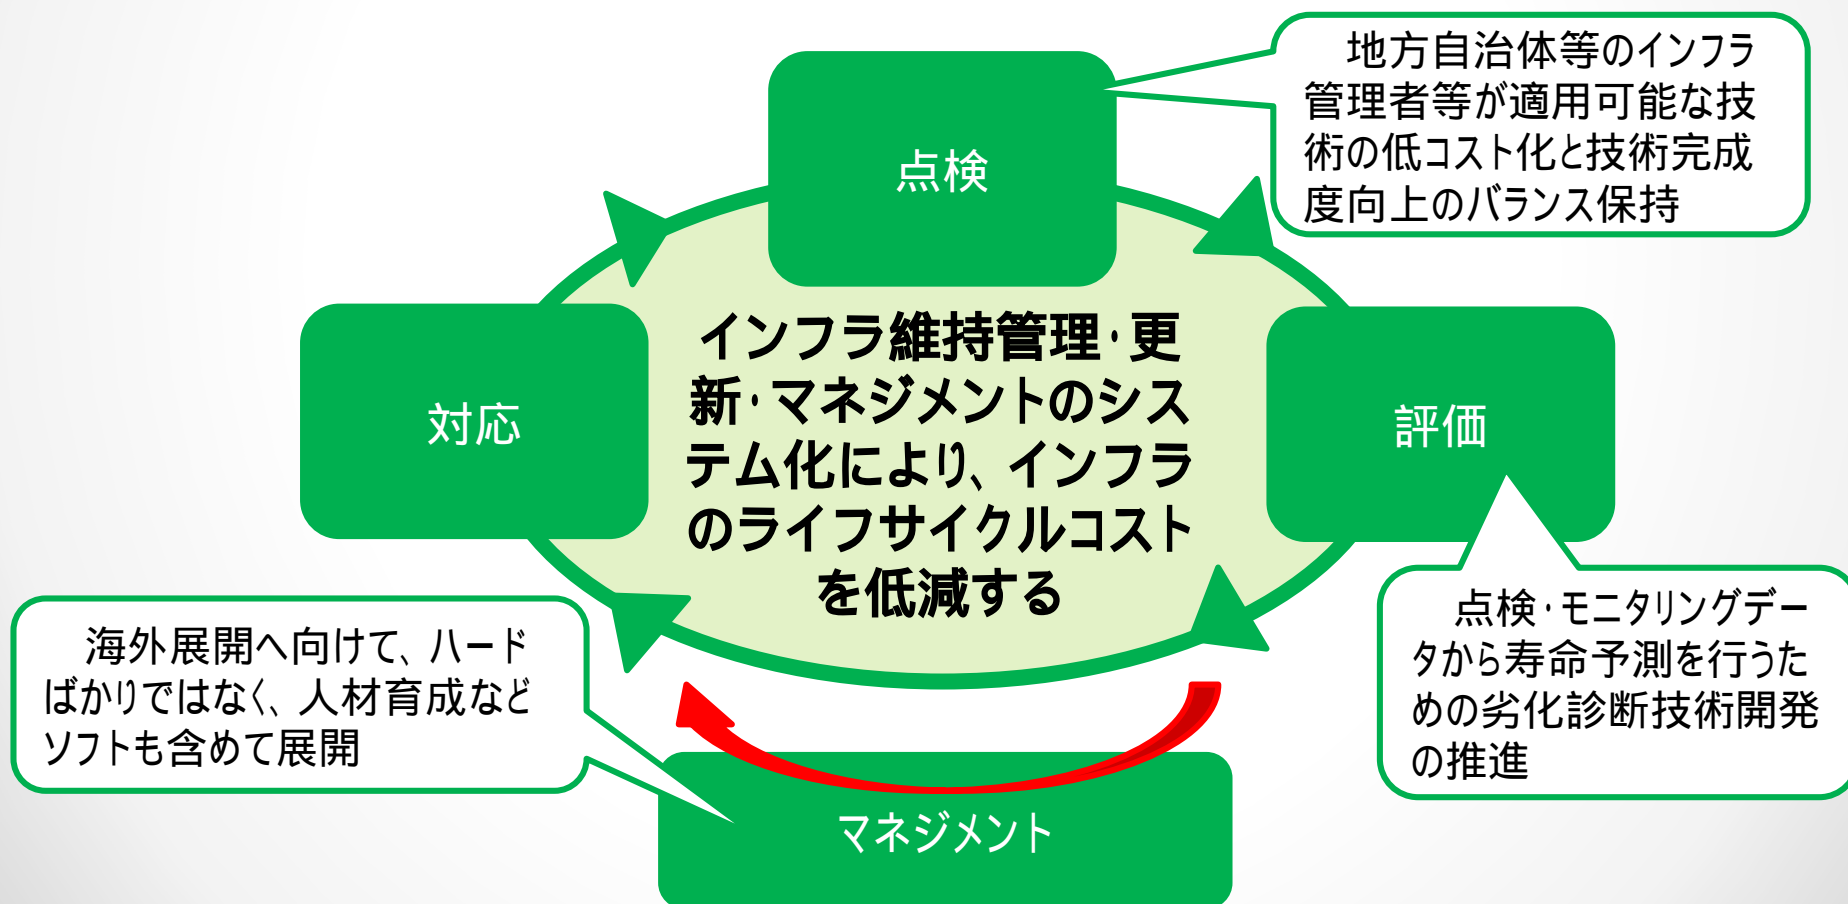 地方自治体等のインフラ
管理者等が適用可能な技
術の低コスト化と技術完成
度向上のバランス保持
点検
対応
インフラ維持管理・更
新・マネジメントのシス
テム化により、インフラ
のライフサイクルコスト
を低減する
評価
点検・モニタリングデー
タから寿命予測を行うた
めの劣化診断技術開発
の推進
海外展開へ向けて、ハード
ばかりではなく、人材育成など
ソフトも含めて展開
マネジメント